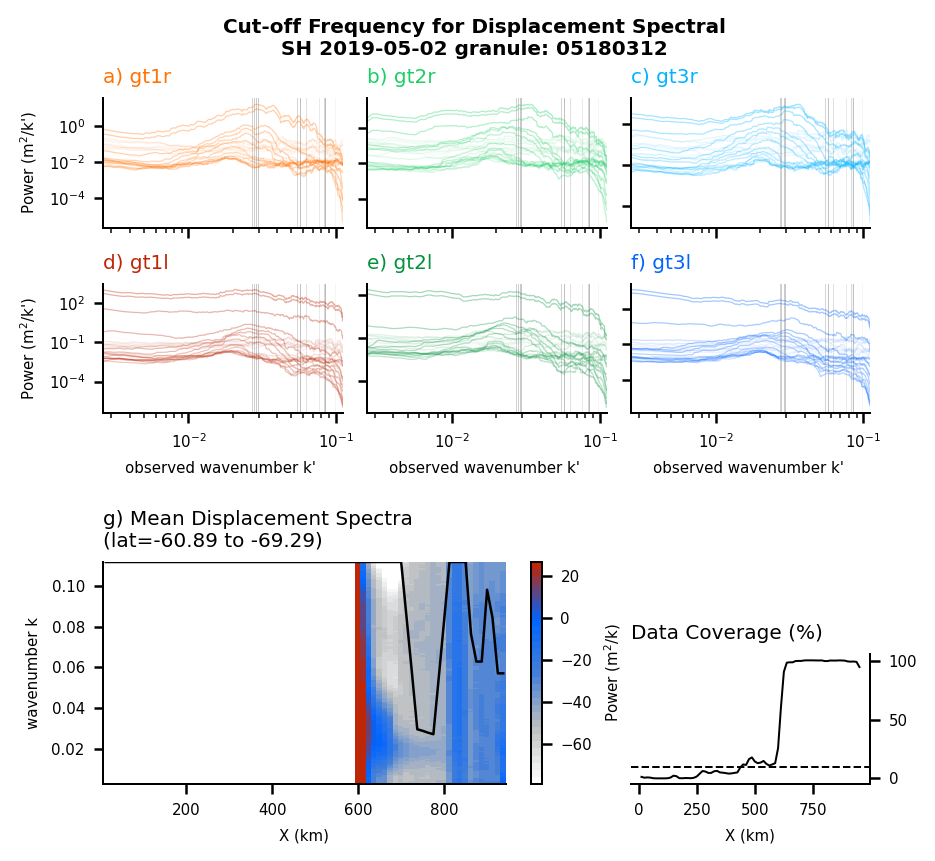 Cut-off Frequency for Displacement Spectral
SH 2019-05-02 granule: 05180312
a) gt1r
b) gt2r
c) gt3r
Power (m²/k')
10⁰
10⁻²
10⁻⁴
d) gt1l
e) gt2l
f) gt3l
Power (m²/k')
10²
10⁻¹
10⁻⁴
10⁻² 10⁻¹
10⁻² 10⁻¹
10⁻² 10⁻¹
observed wavenumber k'
observed wavenumber k'
observed wavenumber k'
g) Mean Displacement Spectra
(lat=-60.89 to -69.29)
wavenumber k
0.10
0.08
0.06
0.04
0.02
200 400 600 800
X (km)
20
0
−20
−40
−60
Power (m²/k)
Data Coverage (%)
100
50
0
0 250 500 750
X (km)